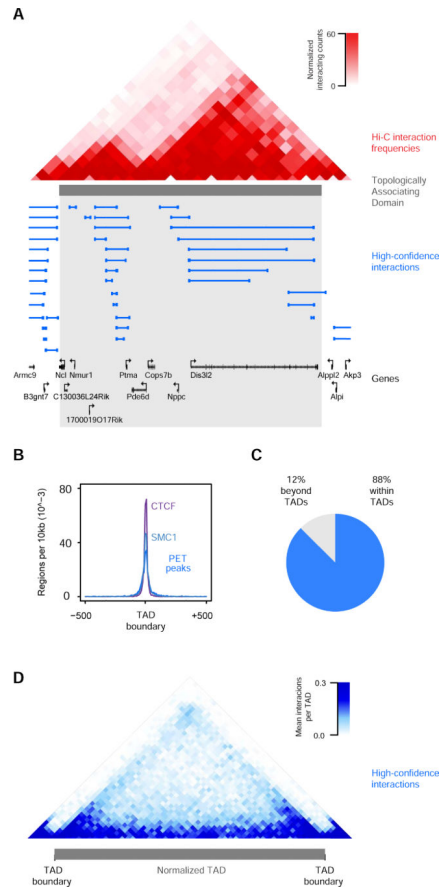 A
60
0
Normalized
interacting counts
Hi-C interaction
frequencies
Topologically
Associating
Domain
High-confidence
interactions
Armc9
Ncl
Nmur1
Ptma
Cops7b
Dis3l2
Alppl2
Akp3
Genes
B3gnt7
C130036L24Rik
Pde6d
Nppc
Alpi
1700019O17Rik
B
Regions per 10kb (10^-3)
80
40
0
CTCF
SMC1
PET
peaks
-500
TAD
boundary
+500
C
12%
beyond
TADs
88%
within
TADs
D
Mean interactions
per TAD
0.3
0.0
High-confidence
interactions
TAD
boundary
Normalized TAD
TAD
boundary